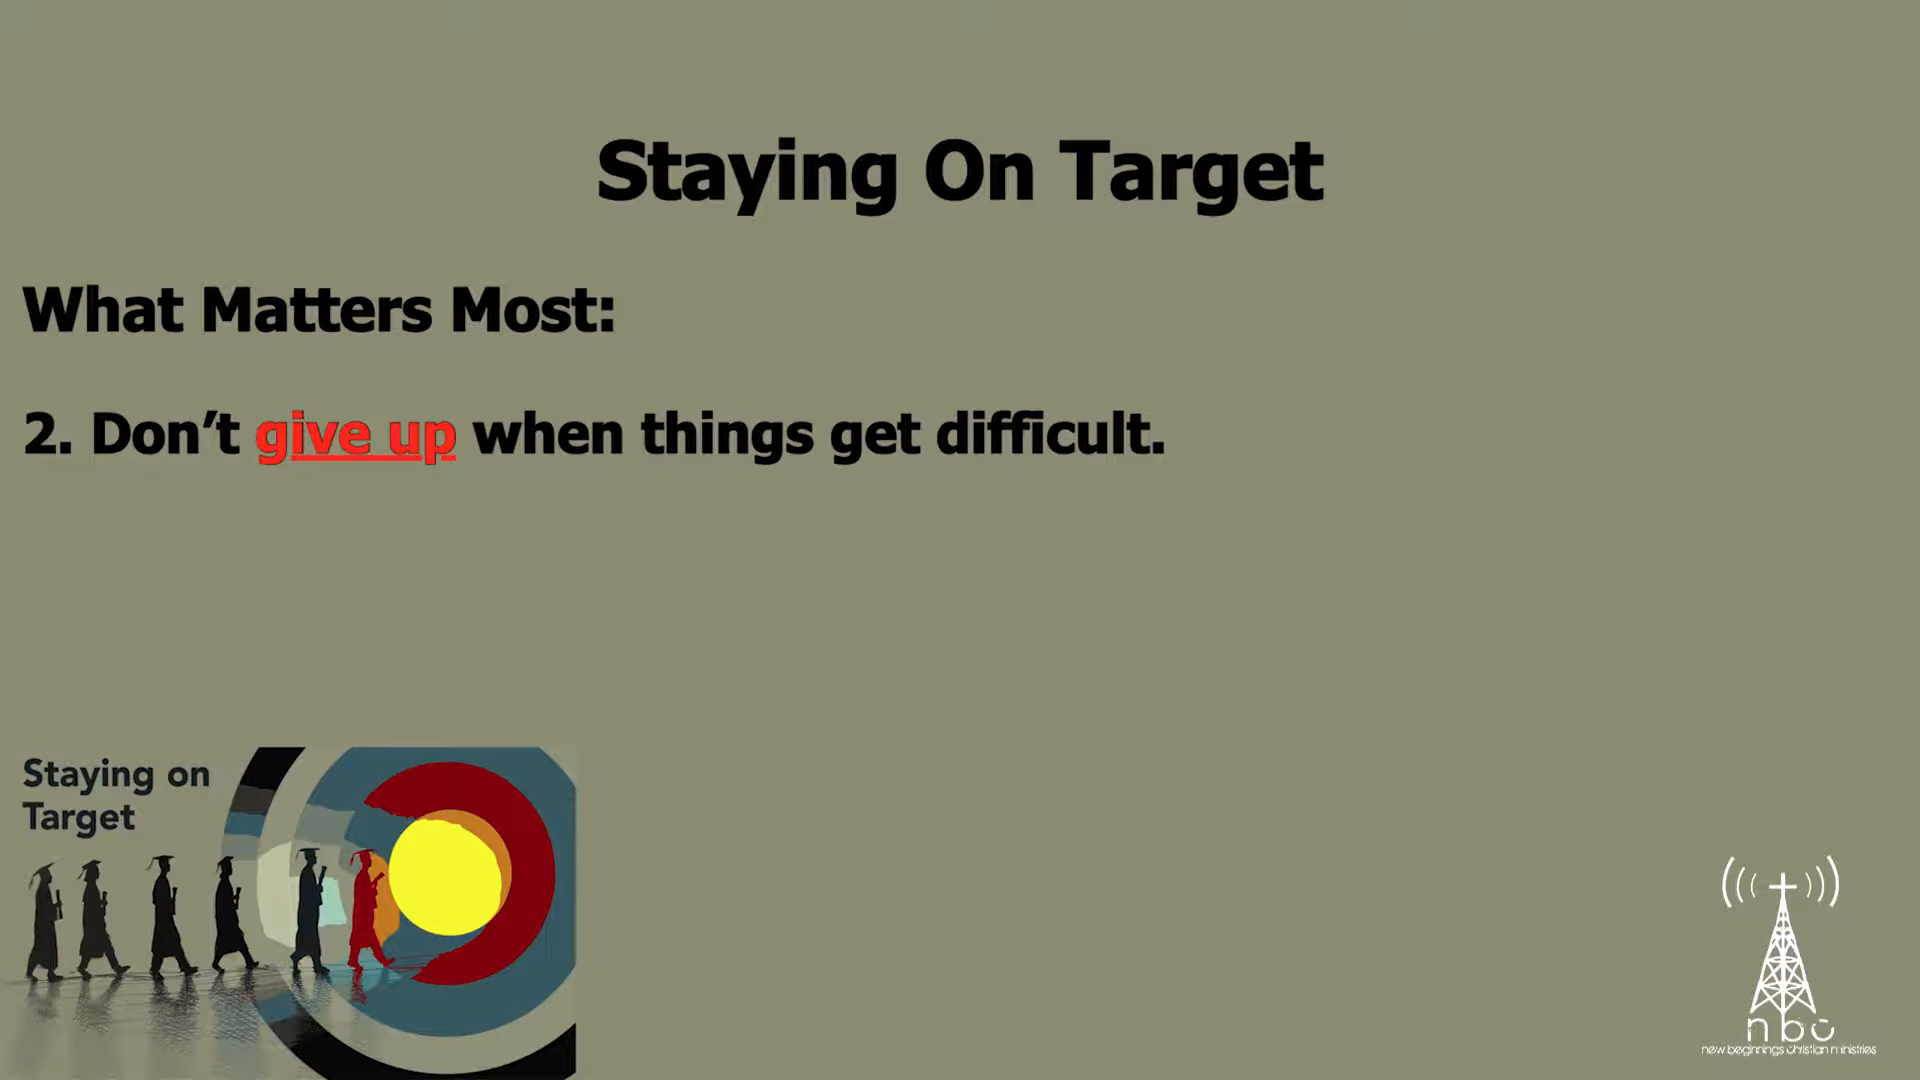 Staying On Target
What Matters Most:
2. Don’t give up when things get difficult.
Staying on
Target
nbc
new beginnings christian ministries